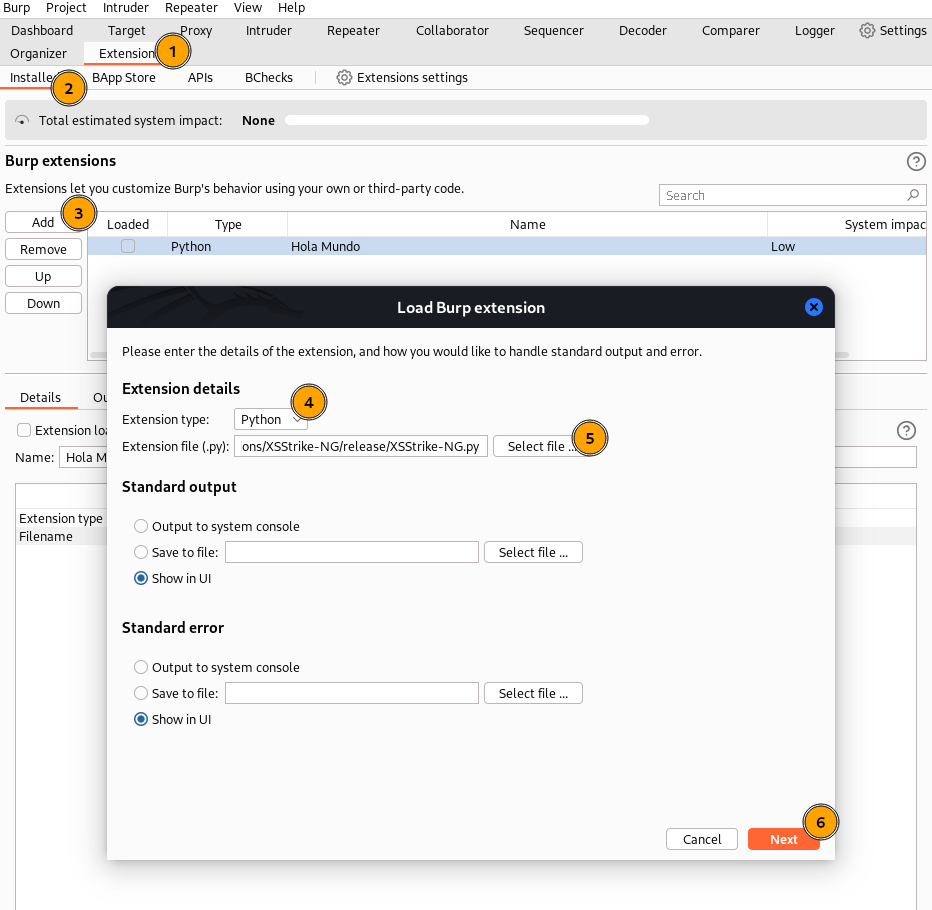 Burp Project Intruder Repeater View Help
Dashboard Target Proxy Intruder Repeater Collaborator Sequencer Decoder Comparer Logger Settings
Organizer Extension 1
Installe 2 BApp Store APIs BChecks Extensions settings
Total estimated system impact: None
Burp extensions
Extensions let you customize Burp's behavior using your own or third-party code.
Search
Add 3 Loaded Type Name System impac
Python Hola Mundo Low
Remove
Up
Down
Load Burp extension
Please enter the details of the extension, and how you would like to handle standard output and error.
Extension details
Extension type: Python 4
Extension file (.py): ions/XSStrike-NG/release/XSStrike-NG.py Select file ... 5
Standard output
Output to system console
Save to file: Select file ...
Show in UI
Standard error
Output to system console
Save to file: Select file ...
Show in UI
Cancel Next 6
Details Ou
Extension loa
Name: Hola M
Extension type
Filename